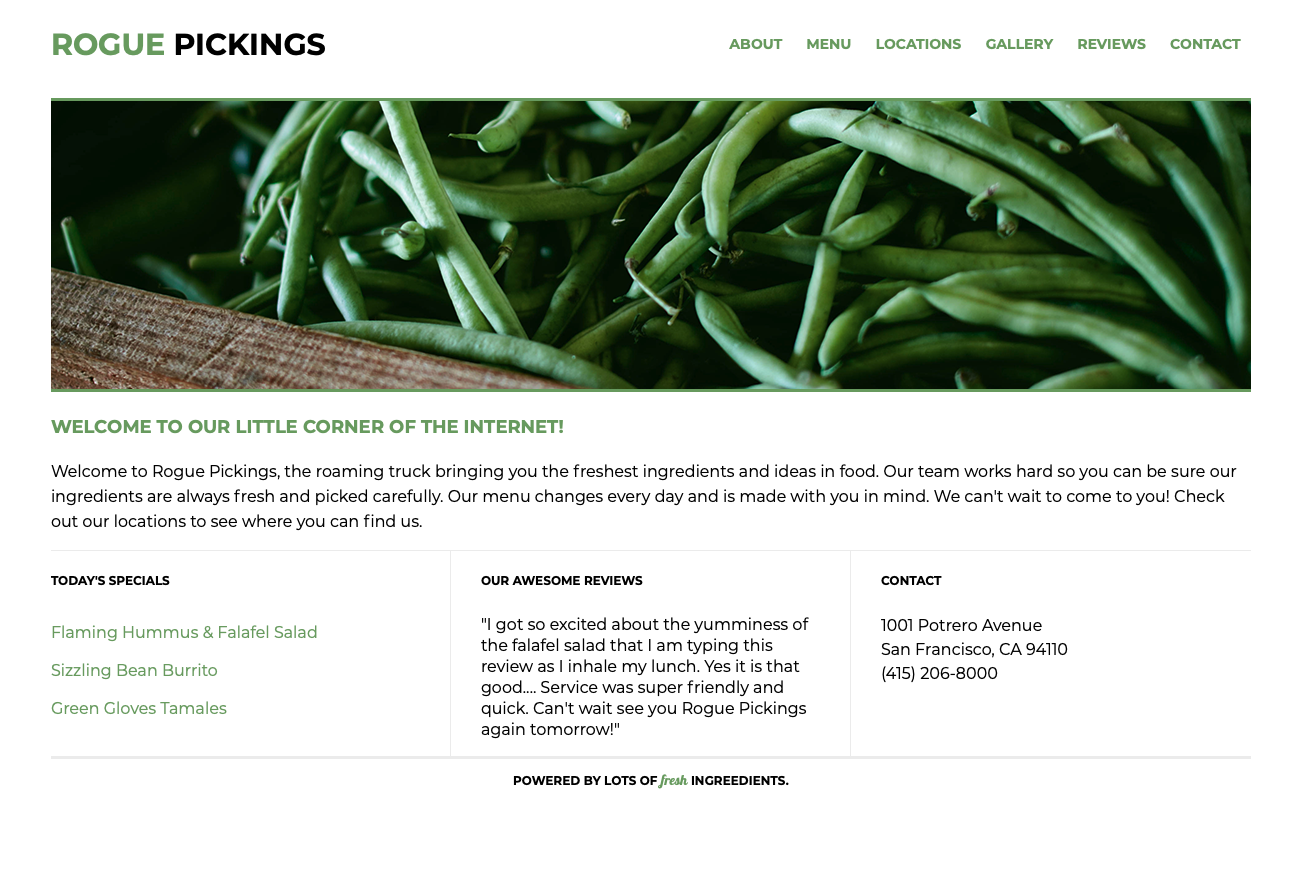 ROGUE PICKINGS
ABOUT MENU LOCATIONS GALLERY REVIEWS CONTACT
WELCOME TO OUR LITTLE CORNER OF THE INTERNET!
Welcome to Rogue Pickings, the roaming truck bringing you the freshest ingredients and ideas in food. Our team works hard so you can be sure our
ingredients are always fresh and picked carefully. Our menu changes every day and is made with you in mind. We can't wait to come to you! Check
out our locations to see where you can find us.
TODAY'S SPECIALS
Flaming Hummus & Falafel Salad
Sizzling Bean Burrito
Green Gloves Tamales
OUR AWESOME REVIEWS
"I got so excited about the yumminess of
the falafel salad that I am typing this
review as I inhale my lunch. Yes it is that
good.... Service was super friendly and
quick. Can't wait see you Rogue Pickings
again tomorrow!"
CONTACT
1001 Potrero Avenue
San Francisco, CA 94110
(415) 206-8000
POWERED BY LOTS OF fresh INGREEDIENTS.